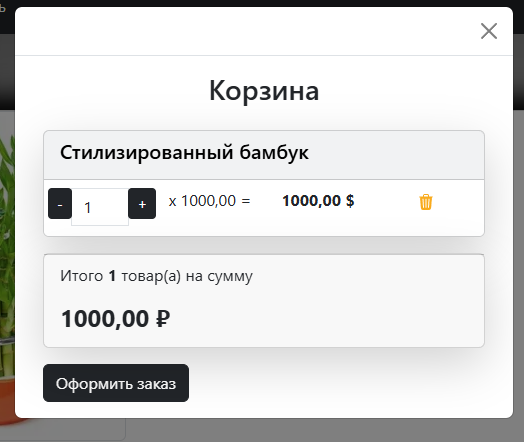 Корзина
Стилизированный бамбук
- 1 + x 1000,00 = 1000,00 $
Итого 1 товар(а) на сумму
1000,00 ₽
Оформить заказ